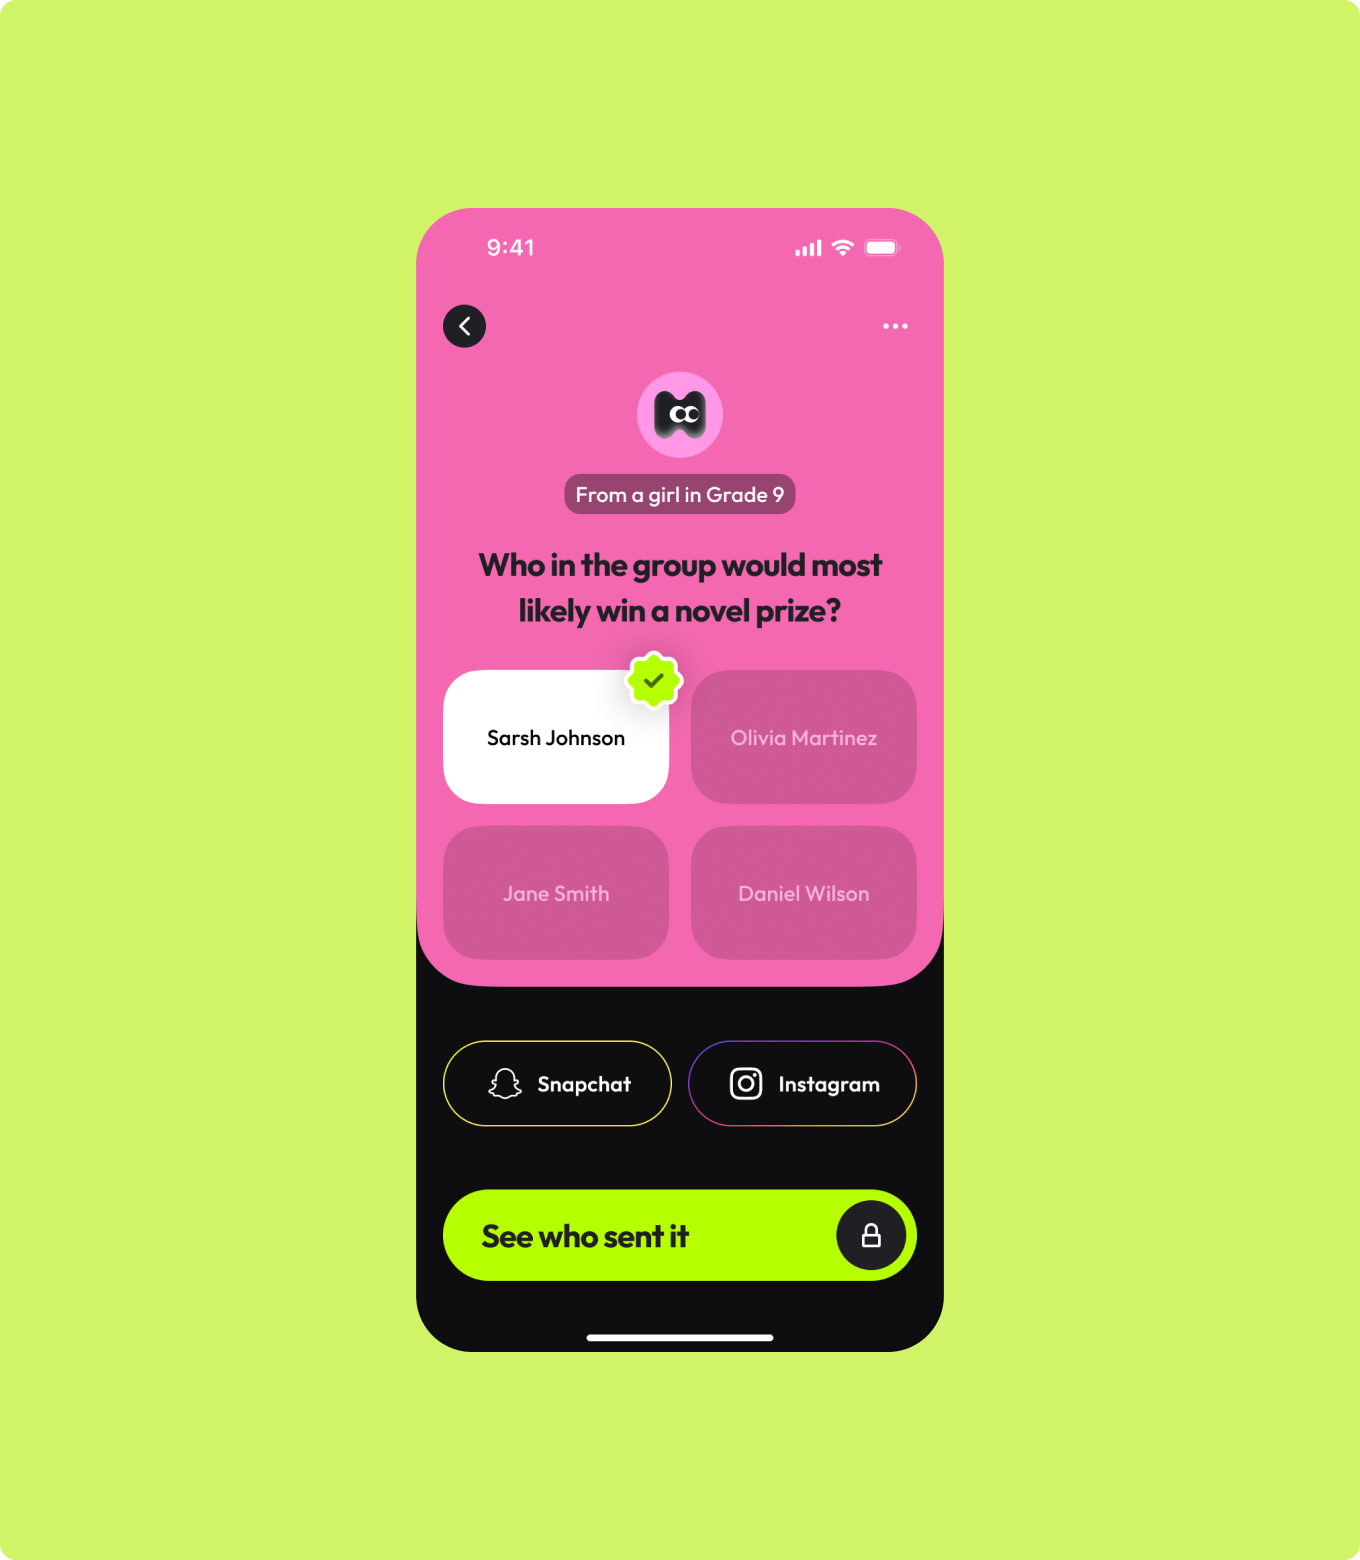 9:41
From a girl in Grade 9
Who in the group would most
likely win a novel prize?
Sarsh Johnson
Olivia Martinez
Jane Smith
Daniel Wilson
Snapchat
Instagram
See who sent it